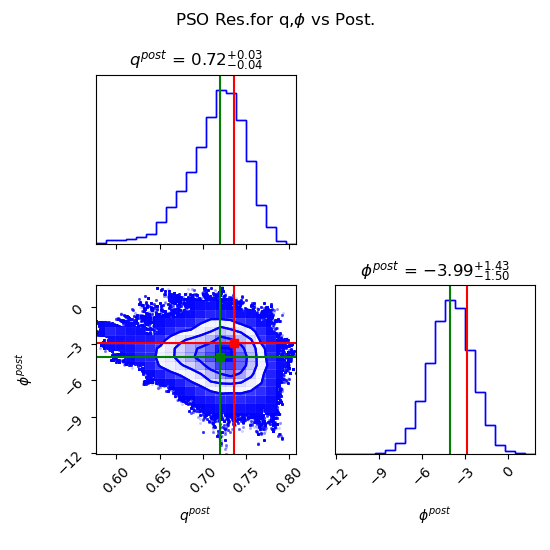 PSO Res.for q,ϕ vs Post.
q^{post} = 0.72^{+0.03}_{−0.04}
ϕ^{post} = −3.99^{+1.43}_{−1.50}
0
−3
−6
−9
−12
ϕ^{post}
0.60 0.65 0.70 0.75 0.80
q^{post}
−12 −9 −6 −3 0
ϕ^{post}